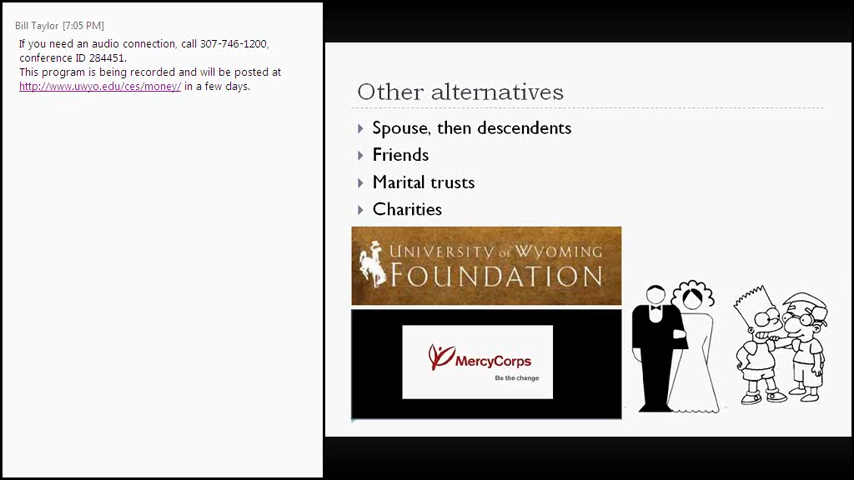 Bill Taylor [7:05 PM]
If you need an audio connection, call 307-746-1200,
conference ID 284451.
This program is being recorded and will be posted at
http://www.uwyo.edu/ces/money/ in a few days.
Other alternatives
Spouse, then descendents
Friends
Marital trusts
Charities
UNIVERSITY of WYOMING
FOUNDATION
MercyCorps
Be the change